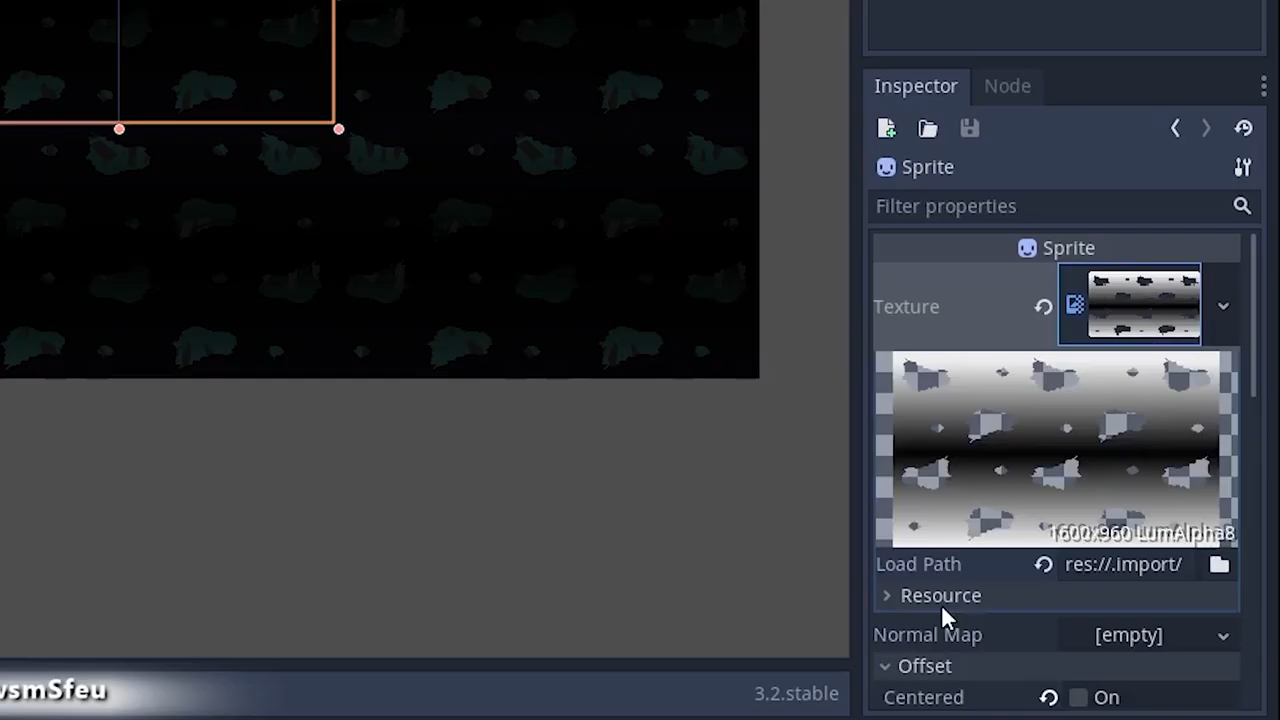 Inspector Node
Sprite
Filter properties
Sprite
Texture
1600x960 LumAlpha8
Load Path res://.import/
Resource
Normal Map [empty]
Offset
Centered On
wsmSfeu 3.2.stable